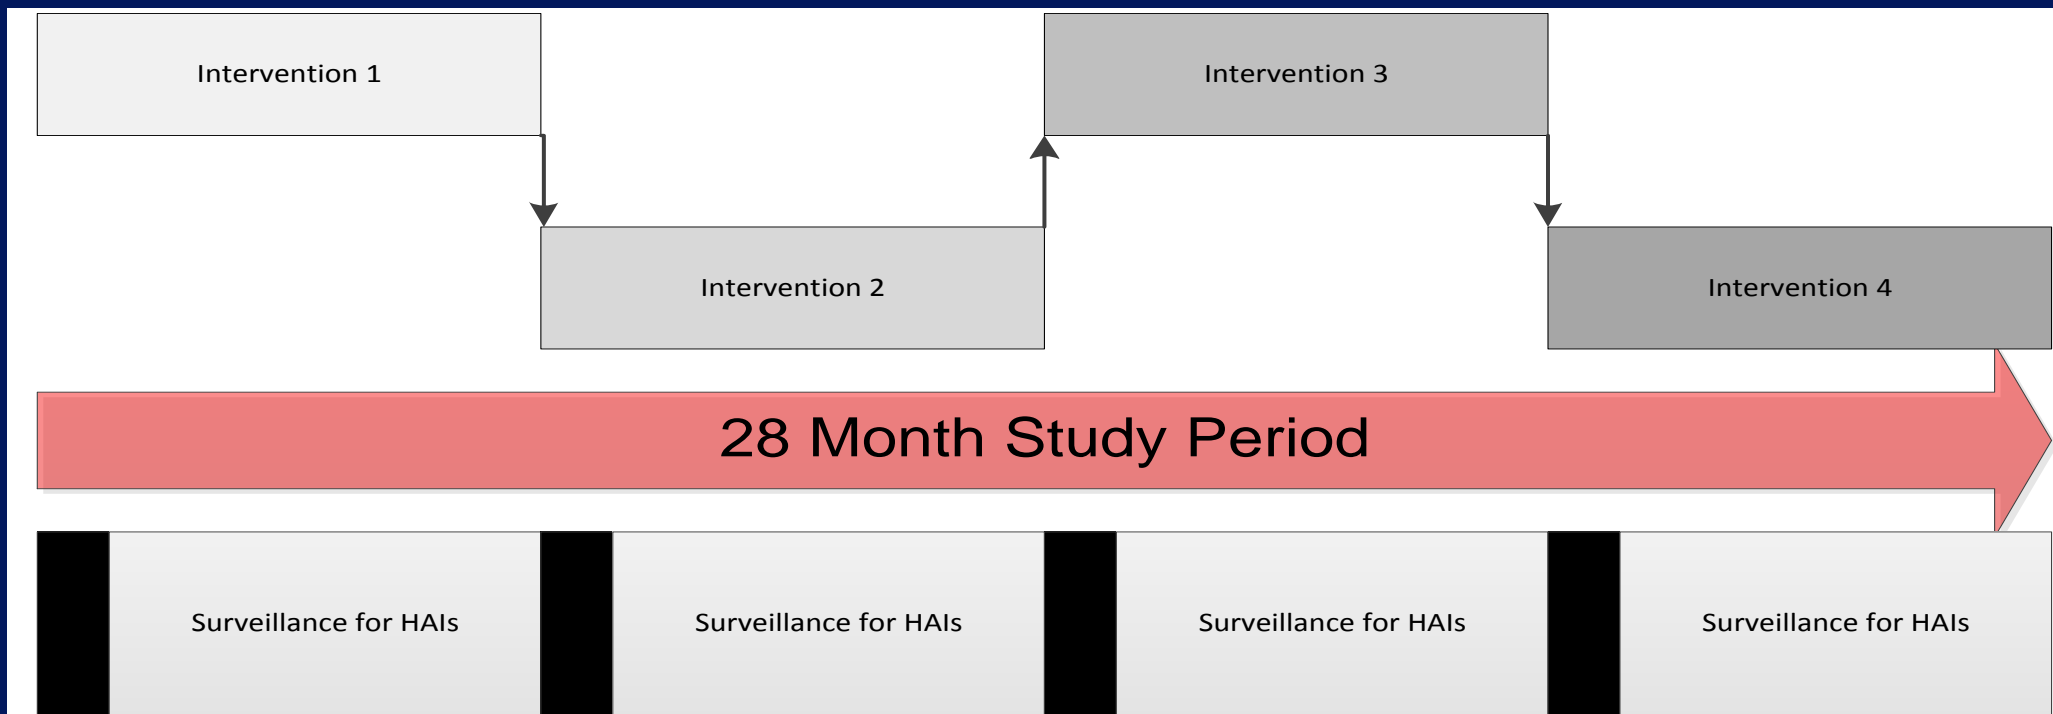 Intervention 1
Intervention 3
Intervention 2
Intervention 4
28 Month Study Period
Surveillance for HAIs
Surveillance for HAIs
Surveillance for HAIs
Surveillance for HAIs